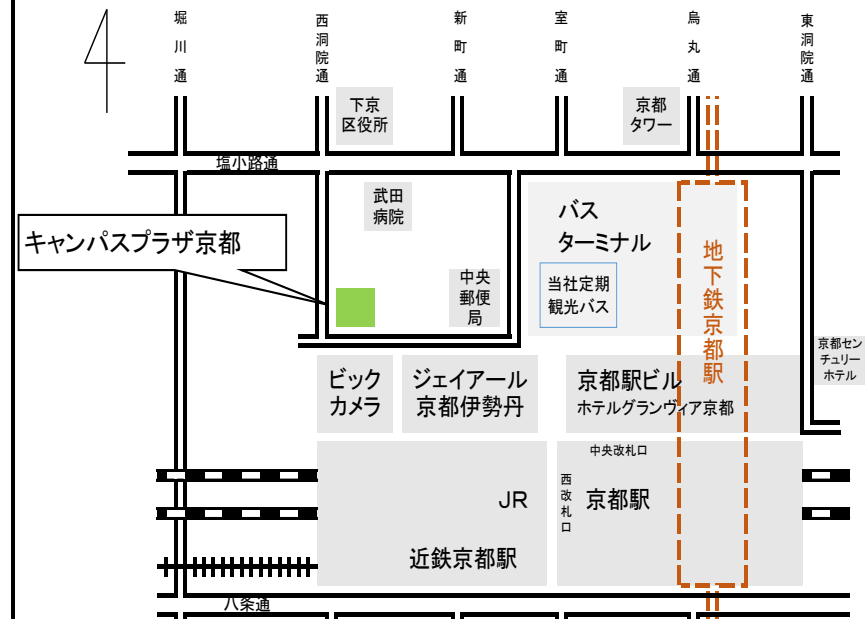 堀川通
西洞院通
新町通
室町通
烏丸通
東洞院通
下京
区役所
京都
タワー
塩小路通
武田
病院
バス
ターミナル
キャンパスプラザ京都
地下鉄京都駅
中央
郵便
局
当社定期
観光バス
京都セン
チュリー
ホテル
ビック
カメラ
ジェイアール
京都伊勢丹
京都駅ビル
ホテルグランヴィア京都
中央改札口
西改札口
JR
京都駅
近鉄京都駅
八条通